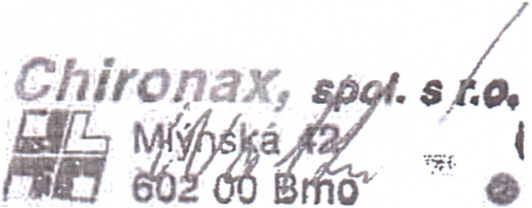 Chironax, spol. s r.o.
Mlýnská 42
602 00 Brno